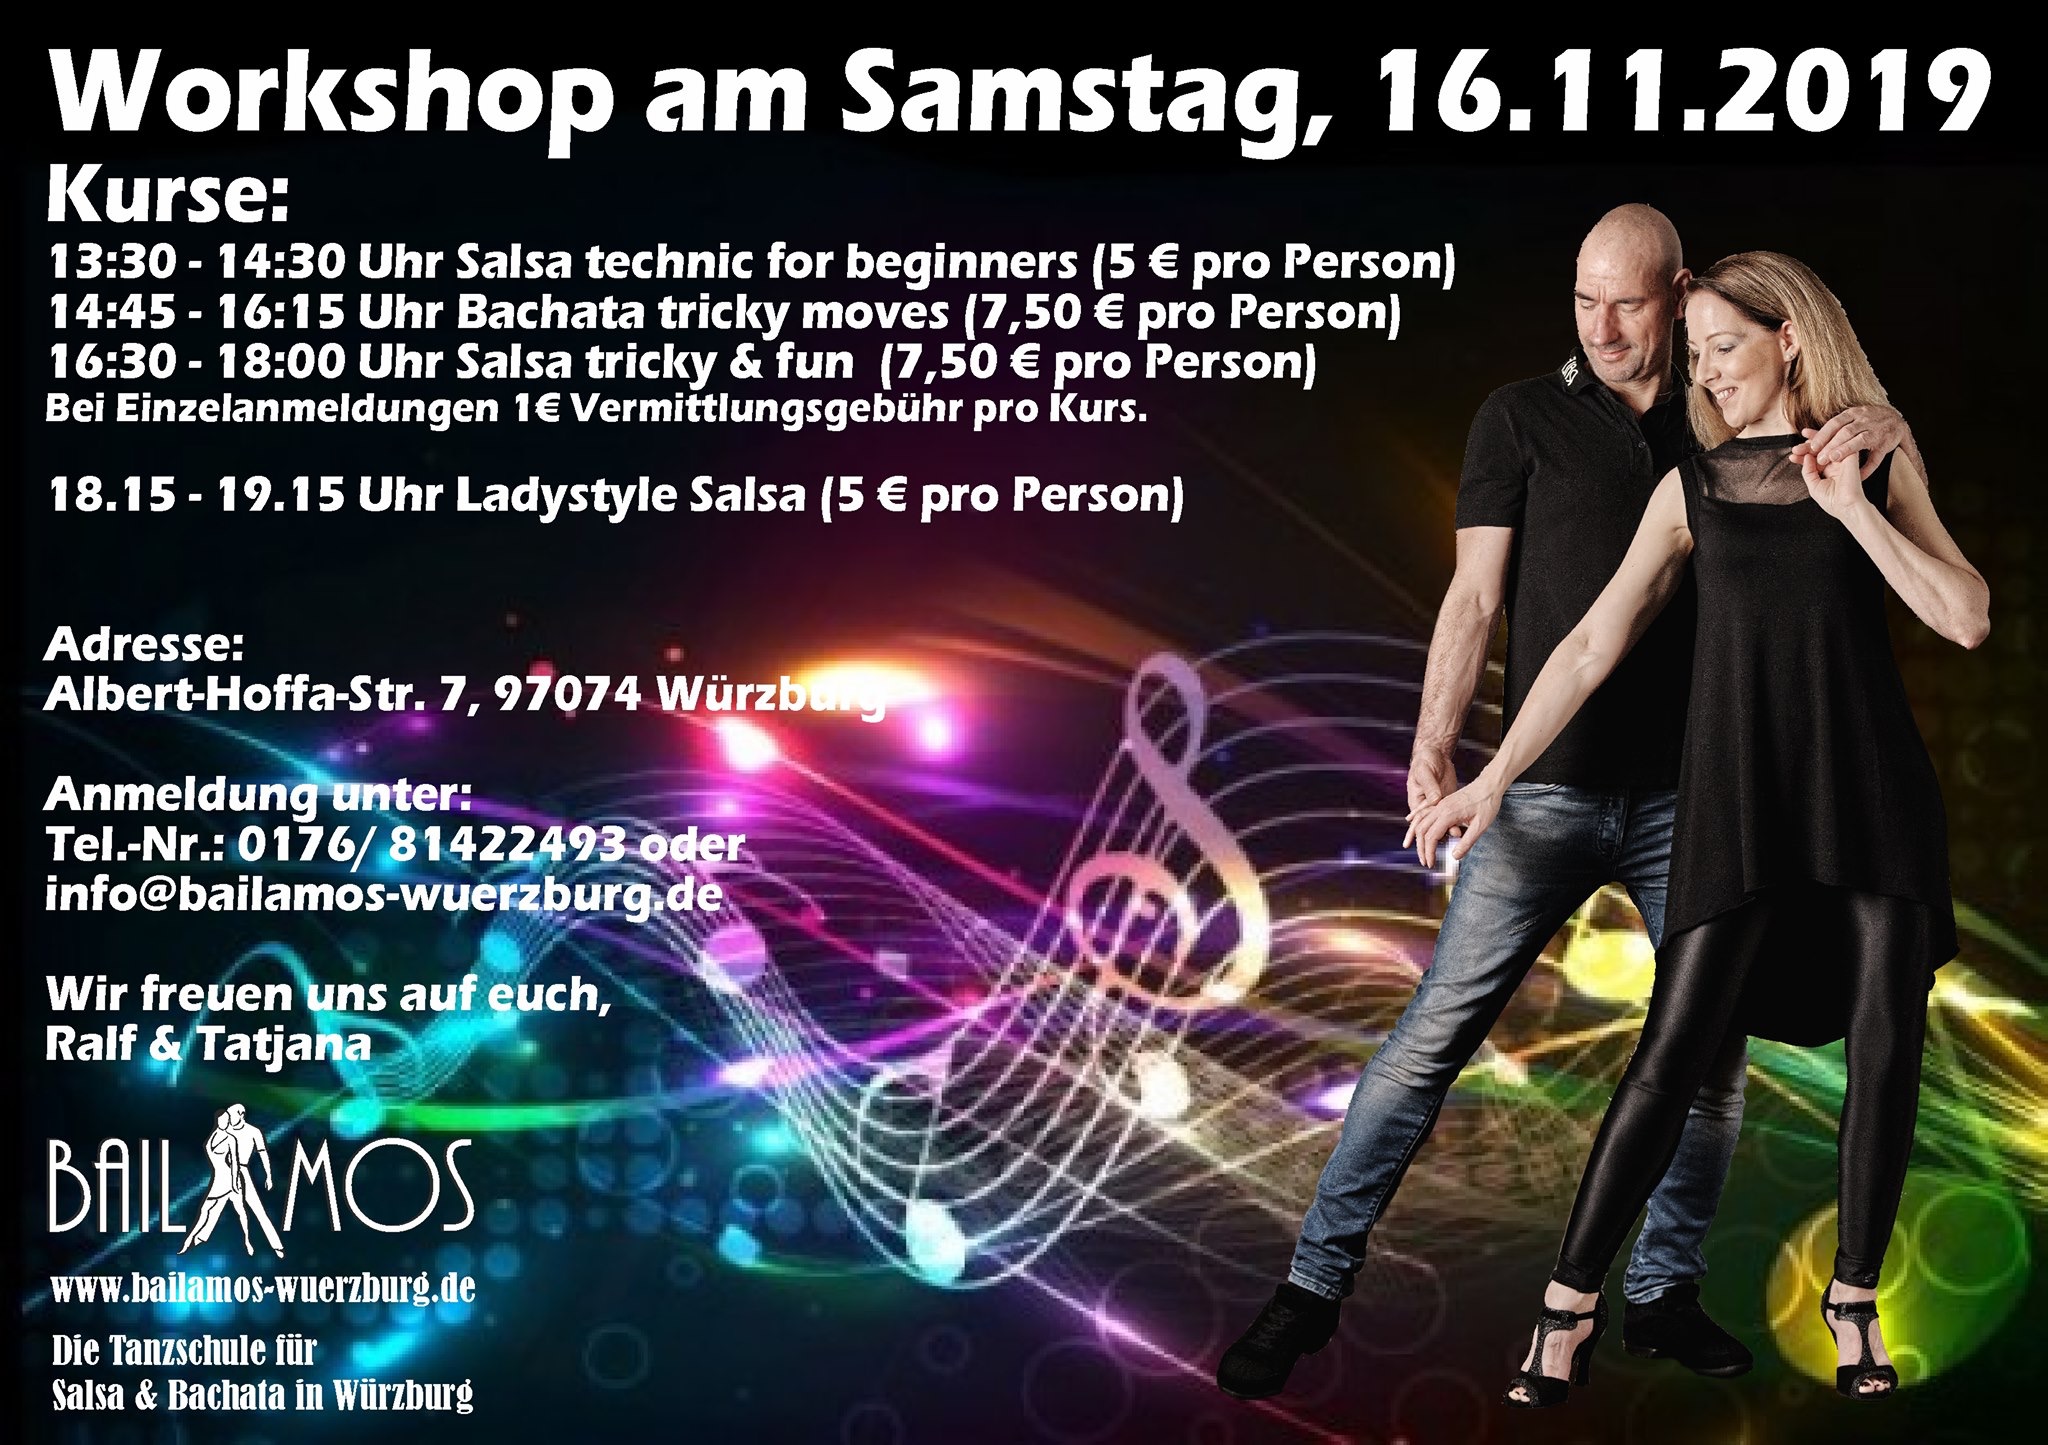 Workshop am Samstag, 16.11.2019
Kurse:
13:30 - 14:30 Uhr Salsa technic for beginners (5 € pro Person)
14:45 - 16:15 Uhr Bachata tricky moves (7,50 € pro Person)
16:30 - 18:00 Uhr Salsa tricky & fun (7,50 € pro Person)
Bei Einzelanmeldungen 1€ Vermittlungsgebühr pro Kurs.
18.15 - 19.15 Uhr Ladystyle Salsa (5 € pro Person)
Adresse:
Albert-Hoffa-Str. 7, 97074 Würzburg
Anmeldung unter:
Tel.-Nr.: 0176/ 81422493 oder
info@bailamos-wuerzburg.de
Wir freuen uns auf euch,
Ralf & Tatjana
BAILAMOS
www.bailamos-wuerzburg.de
Die Tanzschule für
Salsa & Bachata in Würzburg